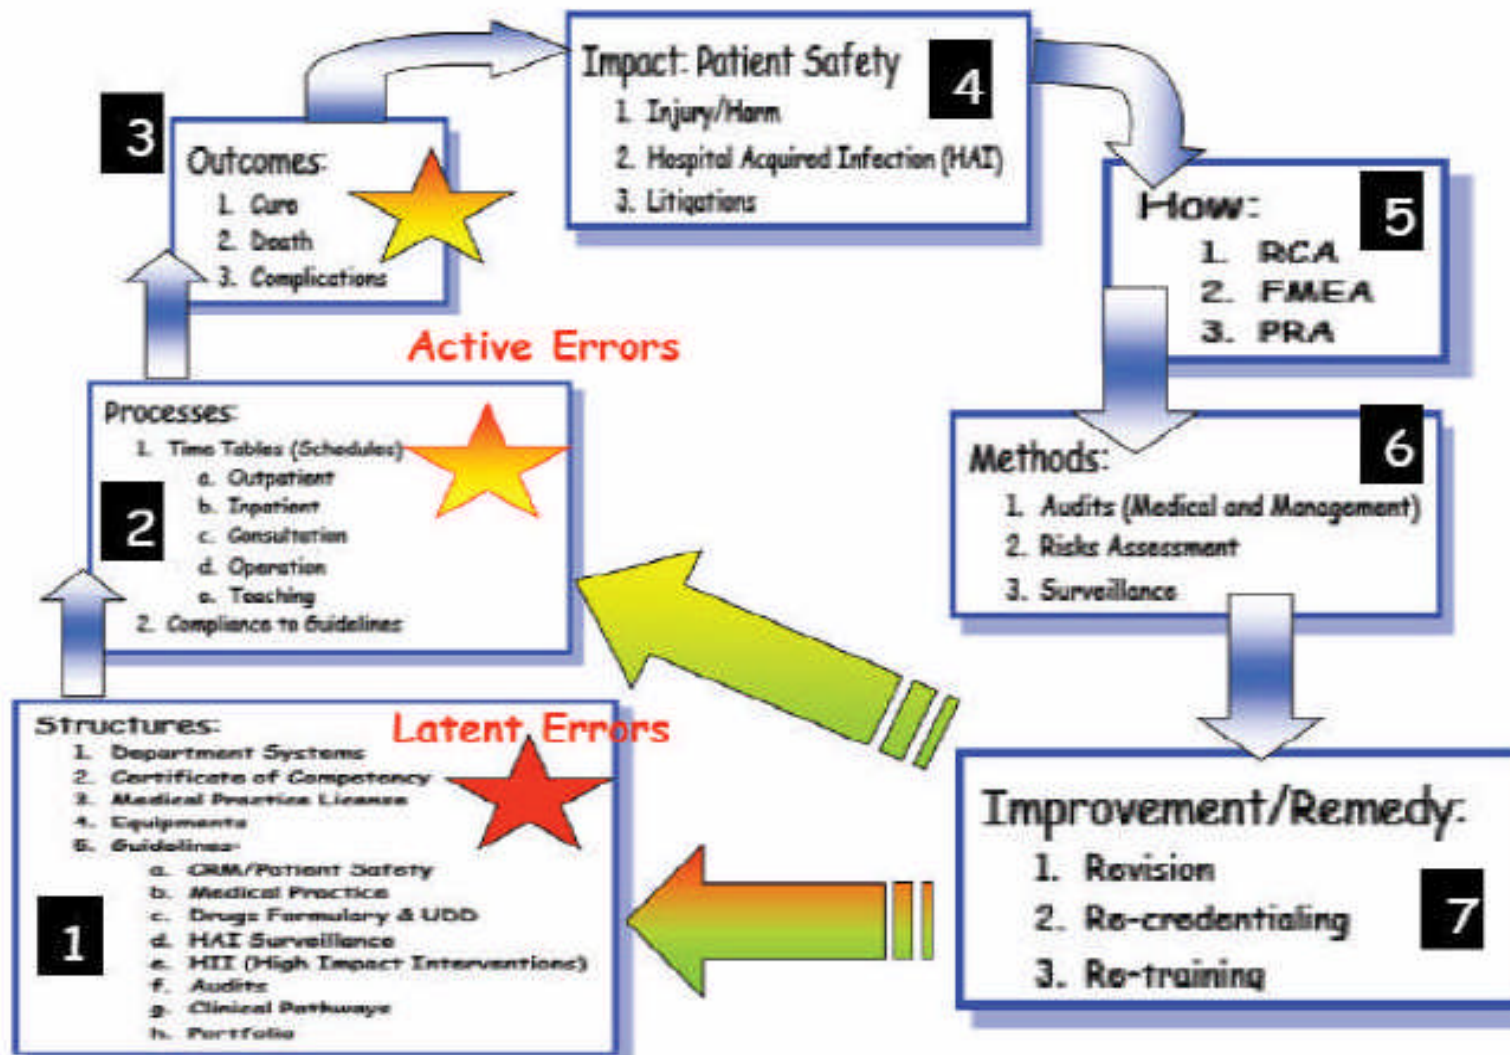 1
Structures:
1. Department Systems
2. Certificate of Competency
3. Medical Practice License
4. Equipments
5. Guidelines-
a. CRM/Patient Safety
b. Medical Practice
c. Drugs Formulary & UDD
d. HAI Surveillance
e. HII (High Impact Interventions)
f. Audits
g. Clinical Pathways
h. Portfolio
Latent Errors
2
Processes:
1. Time Tables (Schedules)
a. Outpatient
b. Inpatient
c. Consultation
d. Operation
e. Teaching
2. Compliance to Guidelines
Active Errors
3
Outcomes:
1. Cure
2. Death
3. Complications
4
Impact: Patient Safety
1. Injury/Harm
2. Hospital Acquired Infection (HAI)
3. Litigations
5
How:
1. RCA
2. FMEA
3. PRA
6
Methods:
1. Audits (Medical and Management)
2. Risks Assessment
3. Surveillance
7
Improvement/Remedy:
1. Revision
2. Re-credentialing
3. Re-training